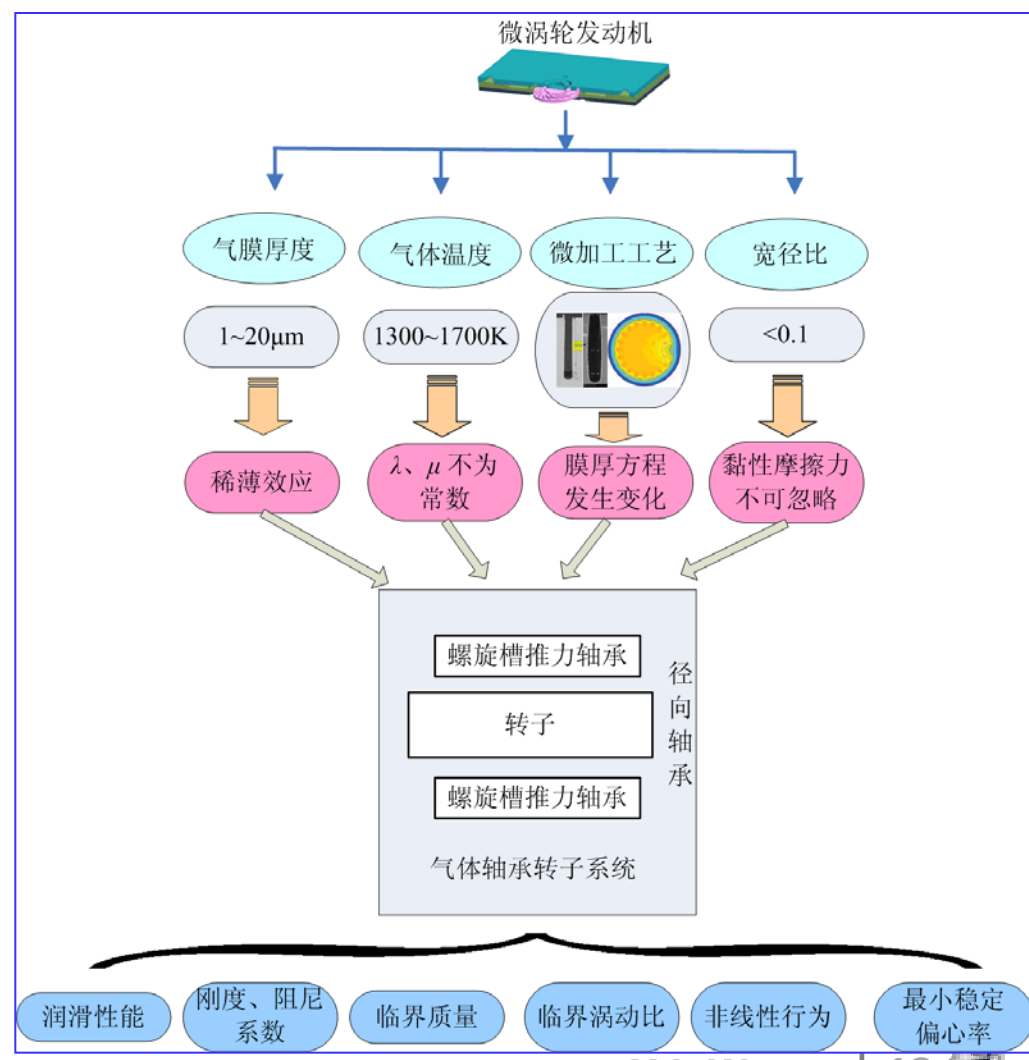 微涡轮发动机
气膜厚度
气体温度
微加工工艺
宽径比
1~20μm
1300~1700K
<0.1
稀薄效应
λ、μ 不为
常数
膜厚方程
发生变化
黏性摩擦力
不可忽略
螺旋槽推力轴承
转子
螺旋槽推力轴承
径向轴承
气体轴承转子系统
润滑性能
刚度、阻尼
系数
临界质量
临界涡动比
非线性行为
最小稳定
偏心率